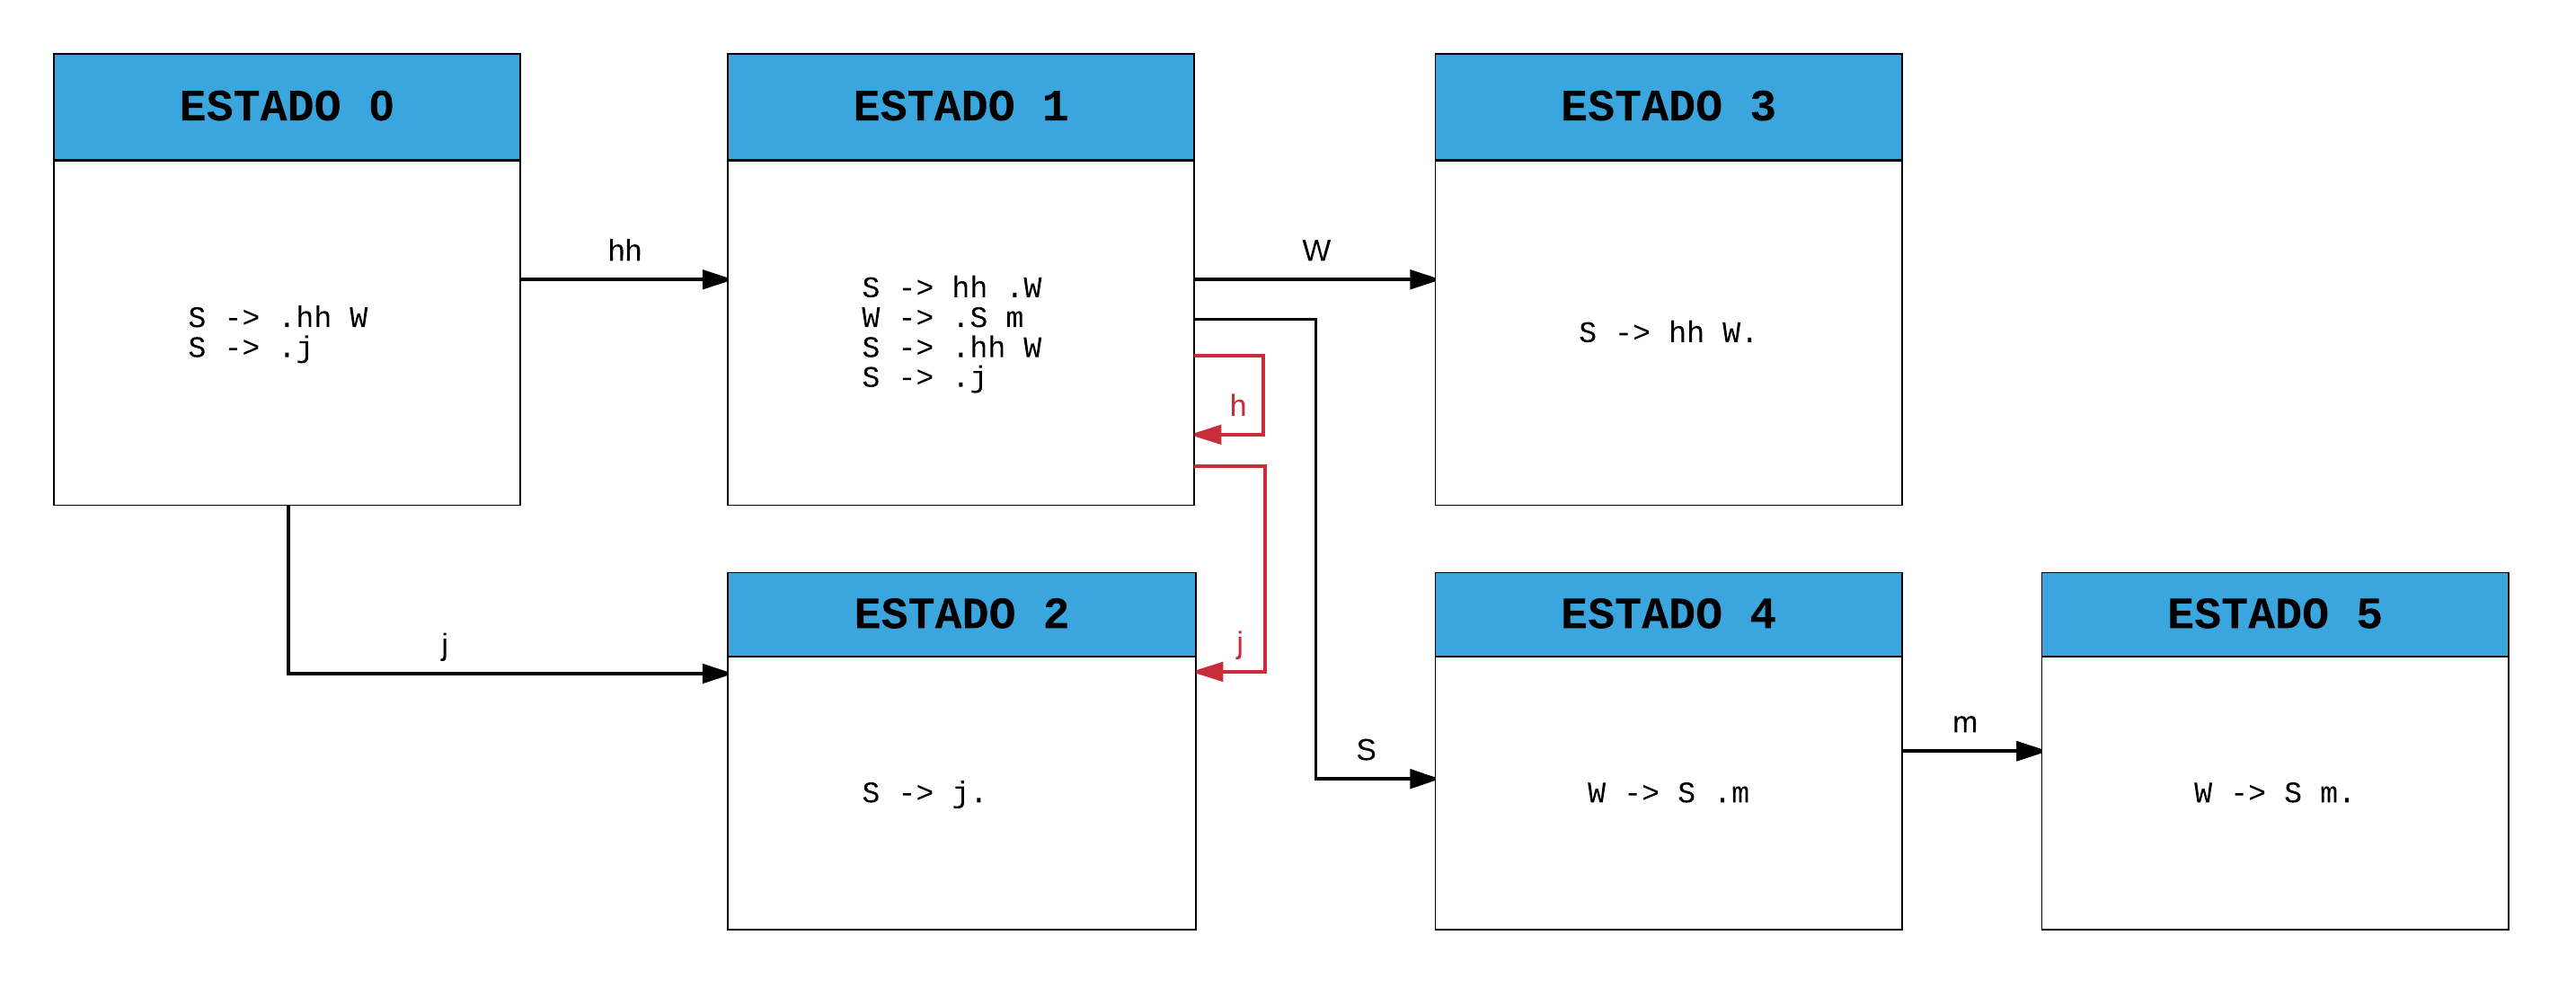 ESTADO 0
S -> .hh W
S -> .j
hh
ESTADO 1
S -> hh .W
W -> .S m
S -> .hh W
S -> .j
W
h
ESTADO 3
S -> hh W.
j
ESTADO 2
S -> j.
j
S
ESTADO 4
W -> S .m
m
ESTADO 5
W -> S m.